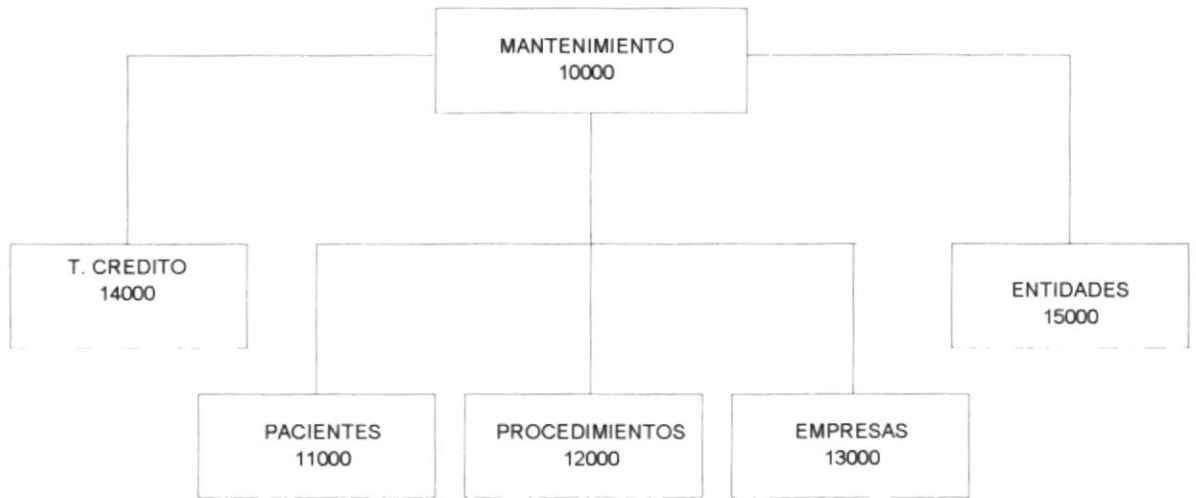 MANTENIMIENTO
10000
T. CREDITO
14000
ENTIDADES
15000
PACIENTES
11000
PROCEDIMIENTOS
12000
EMPRESAS
13000